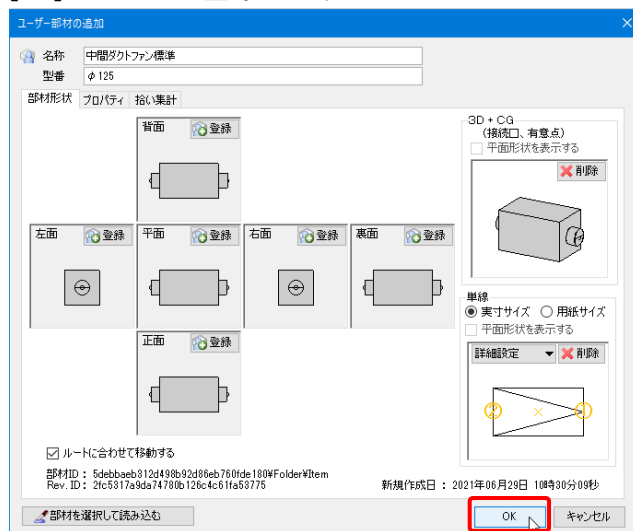 ユーザー部材の追加
名称 中間ダクトファン標準
型番 φ125
部材形状 プロパティ 拾い集計
背面 登録
3D + CG
(接続口、有意点)
平面形状を表示する
削除
左面 登録 平面 登録 右面 登録 裏面 登録
単線
実寸サイズ 用紙サイズ
平面形状を表示する
正面 登録
詳細設定 削除
② ①
ルートに合わせて移動する
部材ID : 5debbaeb312d498b92d86eb760fde180¥Folder¥Item
Rev. ID : 2fc5317a9da74780b126c4c61fa53775 新規作成日 : 2021年06月29日 10時30分09秒
部材を選択して読み込む OK キャンセル